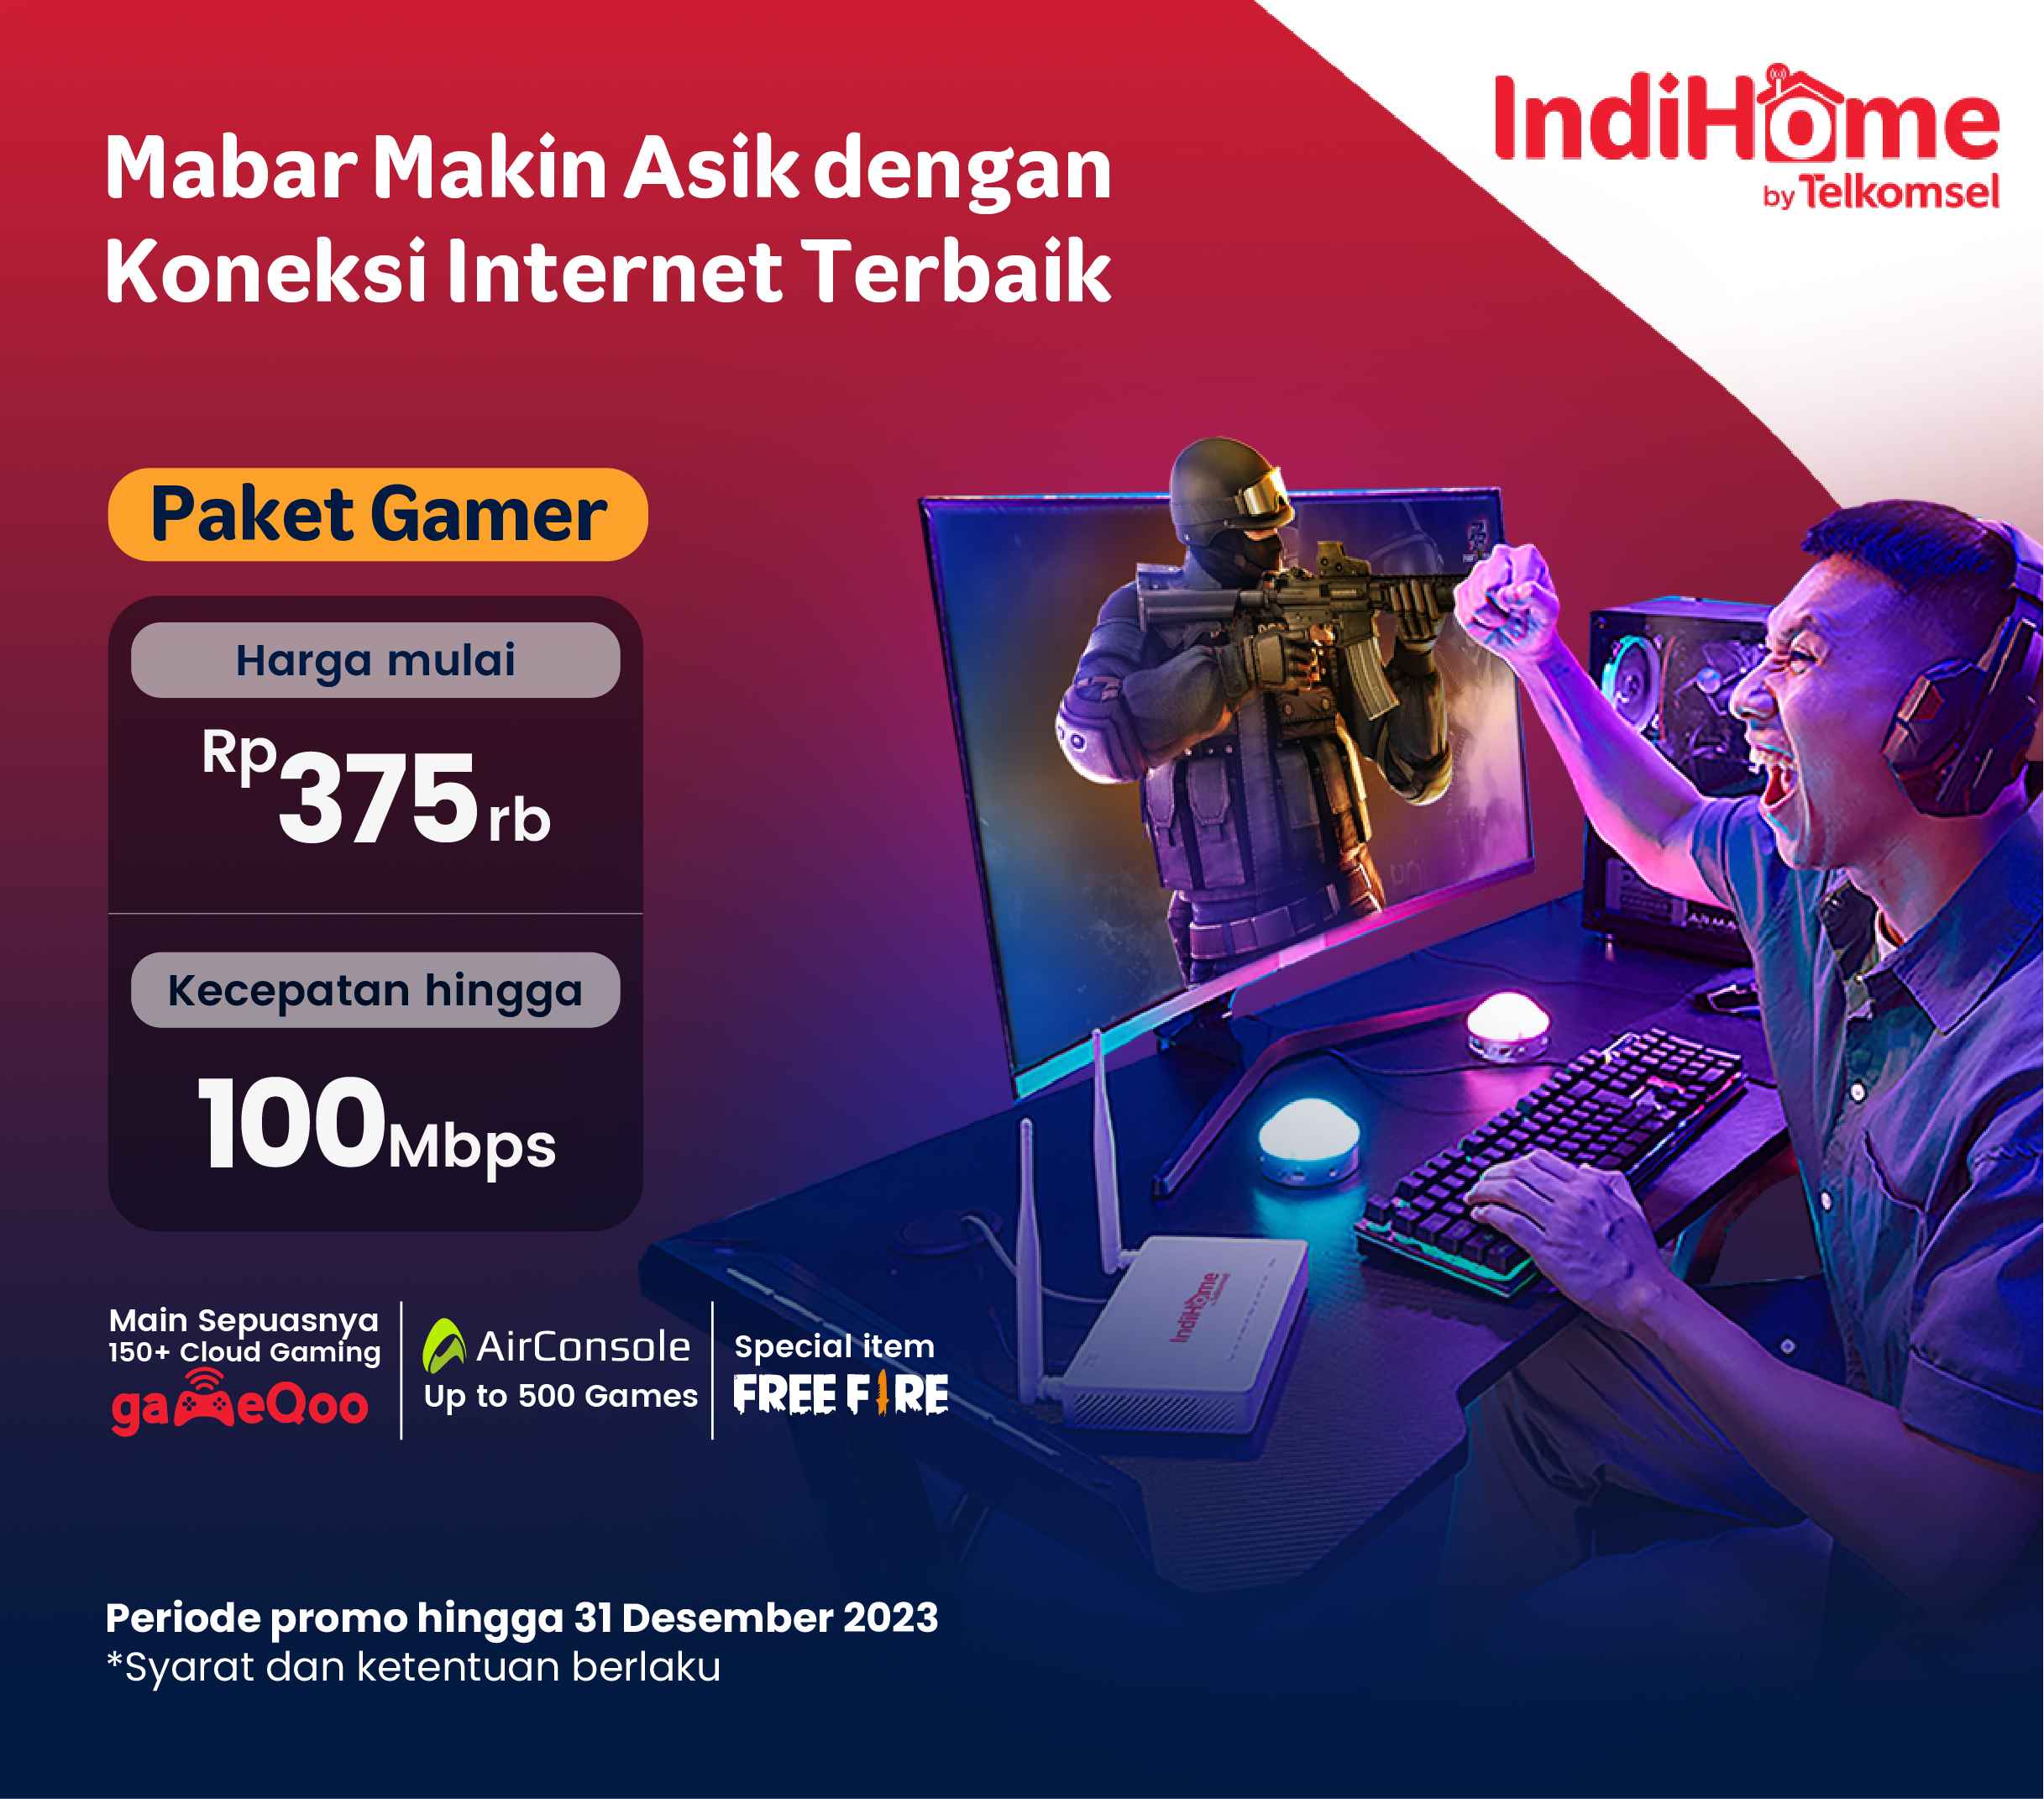 IndiHome
by Telkomsel
Mabar Makin Asik dengan
Koneksi Internet Terbaik
Paket Gamer
Harga mulai
Rp375rb
Kecepatan hingga
100Mbps
Main Sepuasnya
150+ Cloud Gaming
gameQoo
AirConsole
Up to 500 Games
Special item
FREE FIRE
IndiHome
Periode promo hingga 31 Desember 2023
*Syarat dan ketentuan berlaku